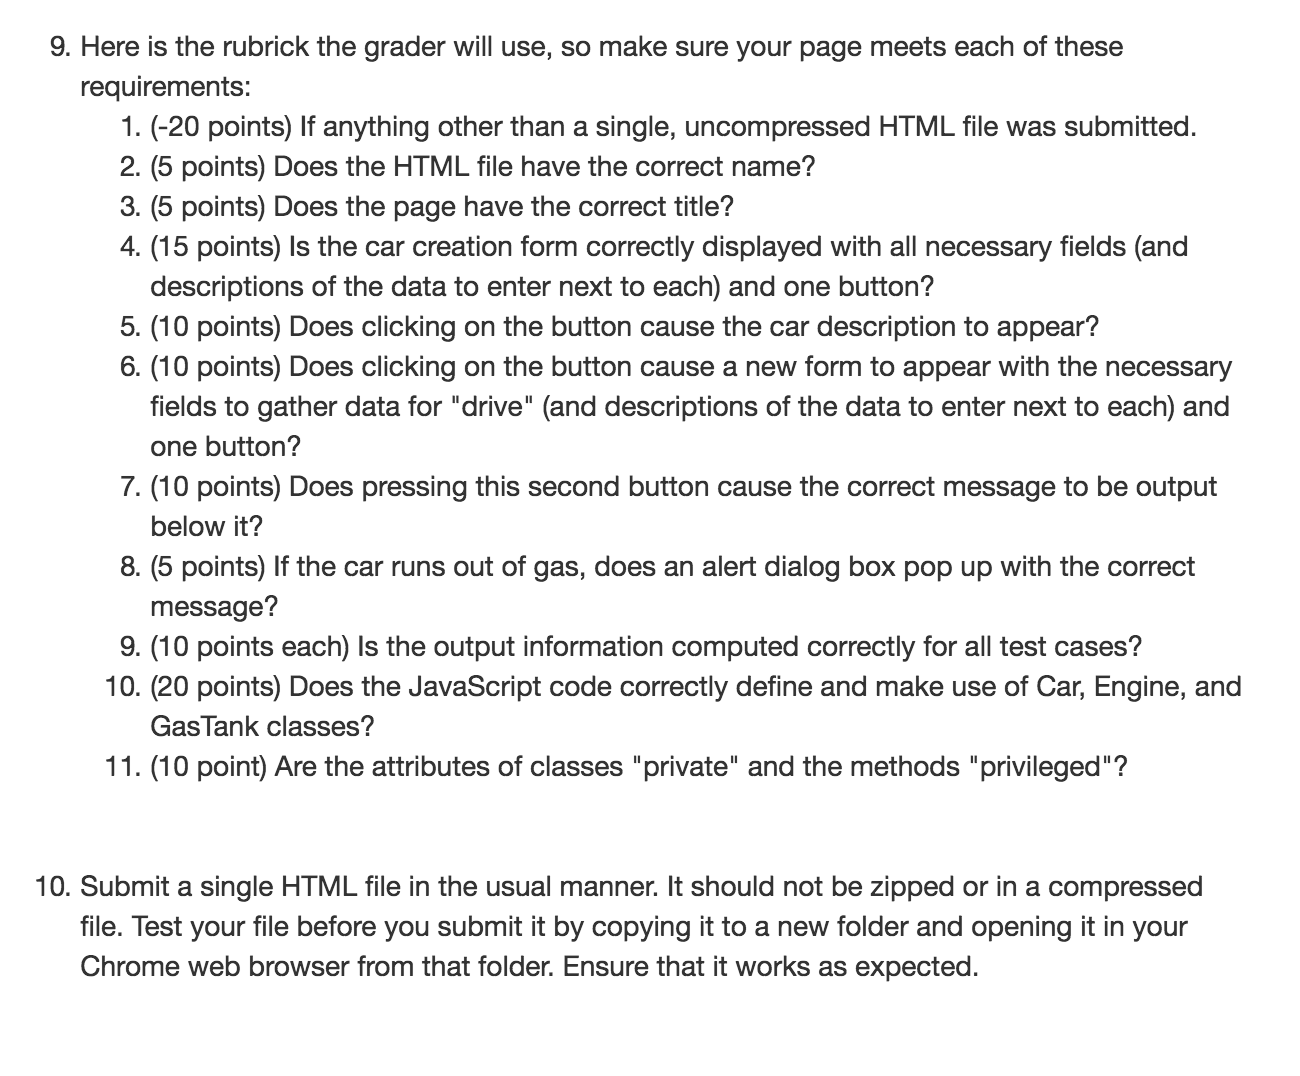 9. Here is the rubrick the grader will use, so make sure your page meets each of these
requirements:
1. (-20 points) If anything other than a single, uncompressed HTML file was submitted.
2. (5 points) Does the HTML file have the correct name?
3. (5 points) Does the page have the correct title?
4. (15 points) Is the car creation form correctly displayed with all necessary fields (and
descriptions of the data to enter next to each) and one button?
5. (10 points) Does clicking on the button cause the car description to appear?
6. (10 points) Does clicking on the button cause a new form to appear with the necessary
fields to gather data for "drive" (and descriptions of the data to enter next to each) and
one button?
7. (10 points) Does pressing this second button cause the correct message to be output
below it?
8. (5 points) If the car runs out of gas, does an alert dialog box pop up with the correct
message?
9. (10 points each) Is the output information computed correctly for all test cases?
10. (20 points) Does the JavaScript code correctly define and make use of Car, Engine, and
GasTank classes?
11. (10 point) Are the attributes of classes "private" and the methods "privileged"?
10. Submit a single HTML file in the usual manner. It should not be zipped or in a compressed
file. Test your file before you submit it by copying it to a new folder and opening it in your
Chrome web browser from that folder. Ensure that it works as expected.